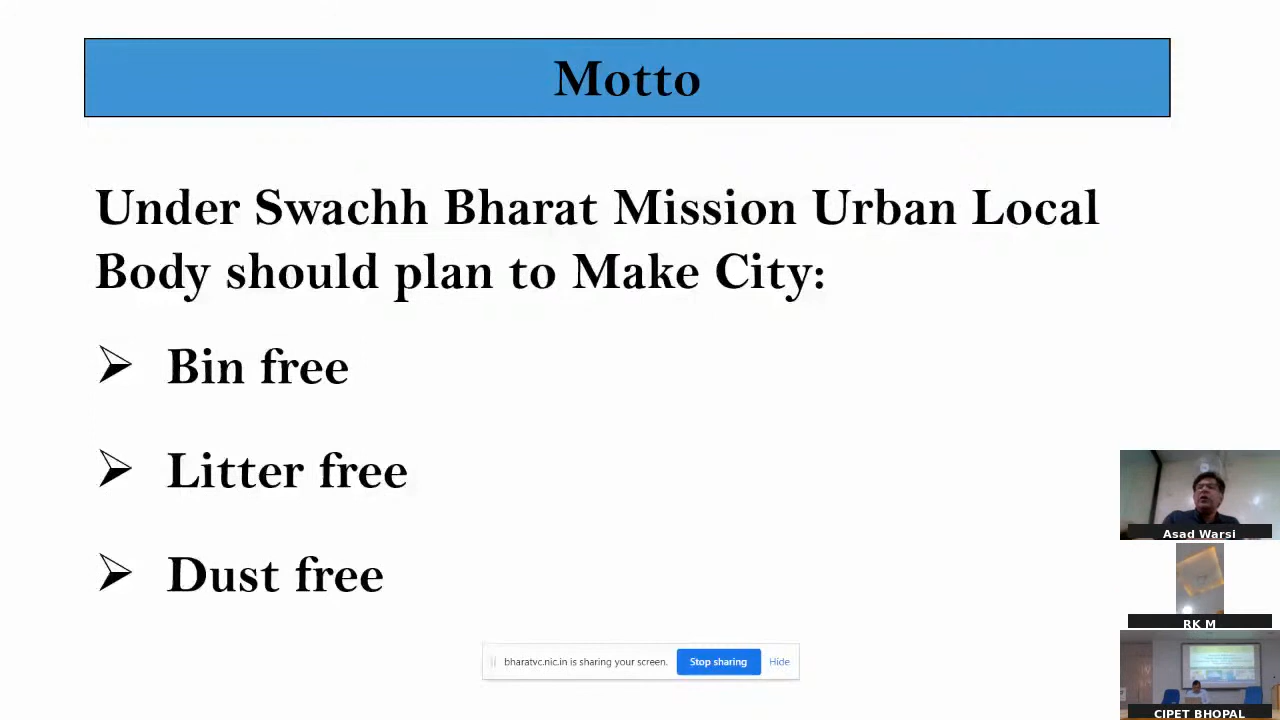 Motto
Under Swachh Bharat Mission Urban Local
Body should plan to Make City:
➢ Bin free
➢ Litter free
➢ Dust free
bharatvc.nic.in is sharing your screen. Stop sharing Hide
Asad Warsi
RK M
CIPET BHOPAL